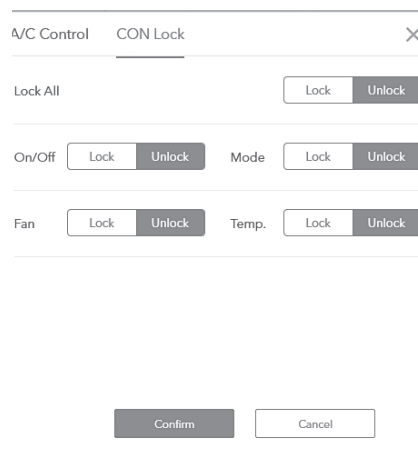 A/C Control CON Lock
Lock All Lock Unlock
On/Off Lock Unlock Mode Lock Unlock
Fan Lock Unlock Temp. Lock Unlock
Confirm Cancel